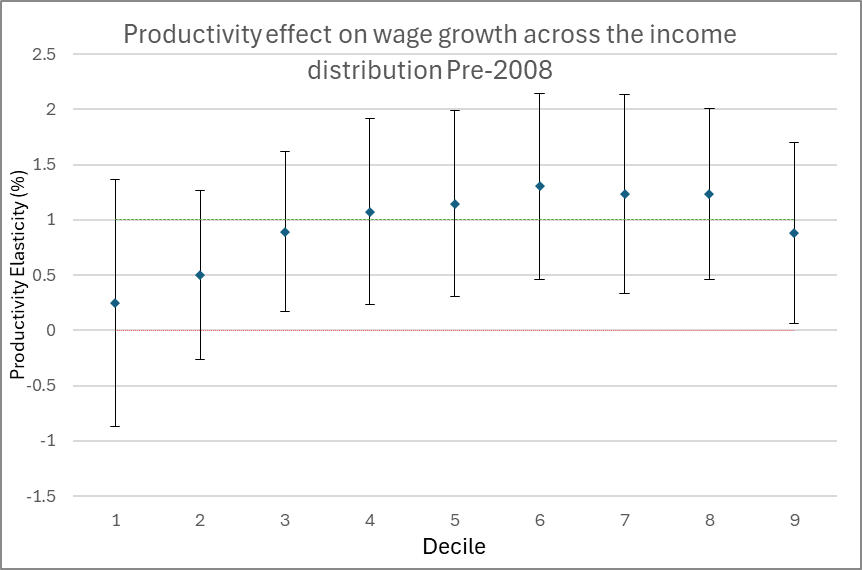 Productivity effect on wage growth across the income
distribution Pre-2008
2.5
2
1.5
1
0.5
0
-0.5
-1
-1.5
Productivity Elasticity (%)
1 2 3 4 5 6 7 8 9
Decile